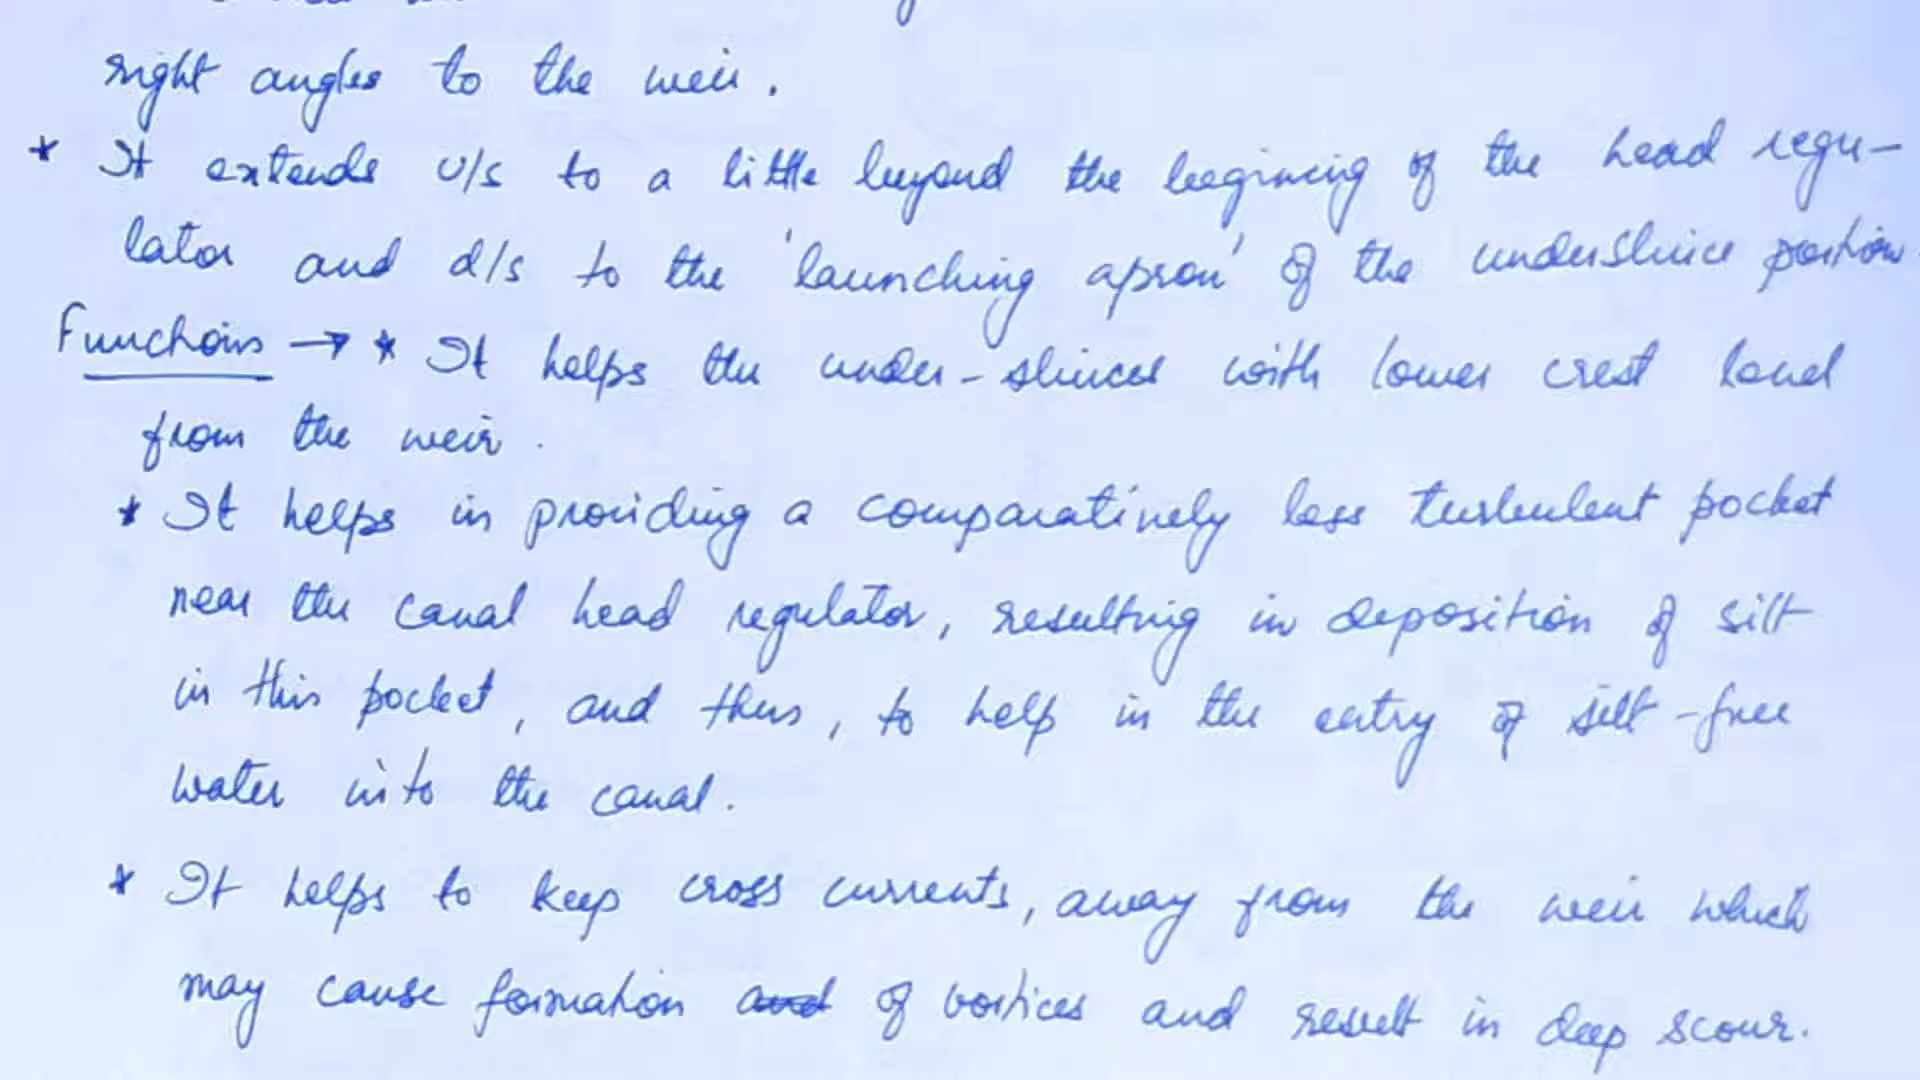 right angles to the weir.
* It extends u/s to a little beyond the begining of the head regu-
lator and d/s to the 'launching apron' of the undersluice portion.
Functions → * It helps the under-sluices with lower crest level
from the weir.
* It helps in providing a comparatively less turbulent pocket
near the canal head regulator, resulting in deposition of silt
in this pocket, and thus, to help in the entry of silt-free
water into the canal.
* It helps to keep cross currents, away from the weir which
may cause formation of vortices and result in deep scour.